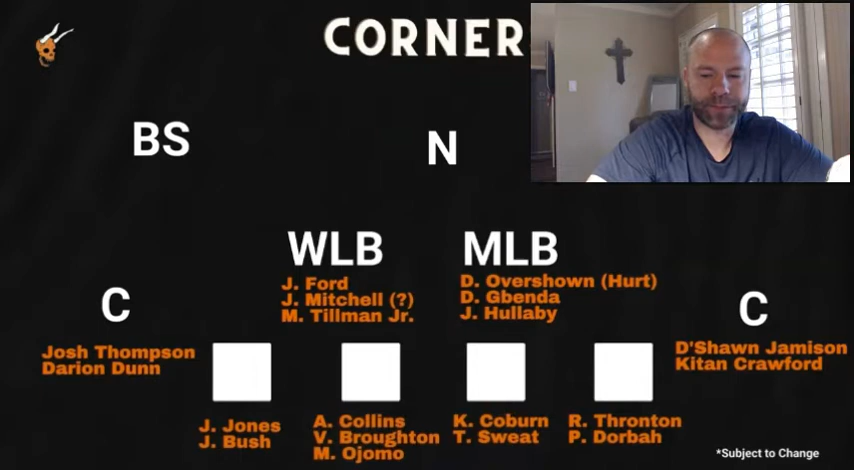 CORNER
BS
N
WLB
MLB
J. Ford
J. Mitchell (?)
M. Tillman Jr.
D. Overshown (Hurt)
D. Gbenda
J. Hullaby
C
C
Josh Thompson
Darion Dunn
D'Shawn Jamison
Kitan Crawford
J. Jones
J. Bush
A. Collins
V. Broughton
M. Ojomo
K. Coburn
T. Sweat
R. Thronton
P. Dorbah
*Subject to Change